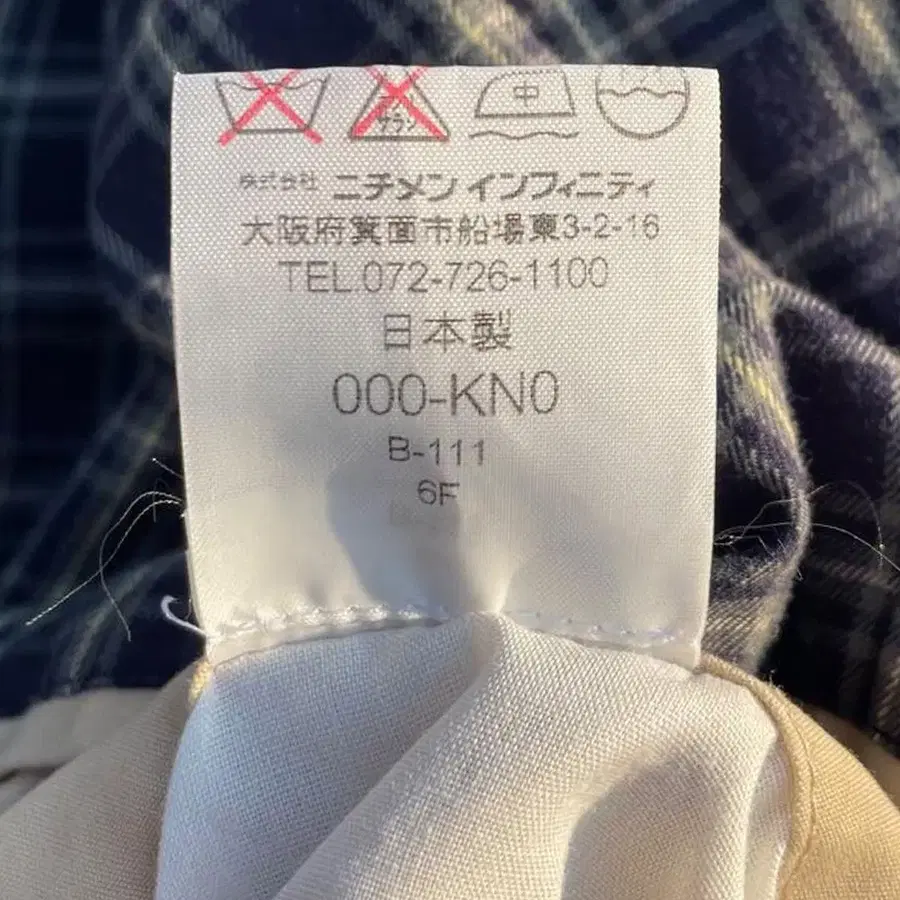 中
サラシ
株式会社 ニチメン インフィニティ
大阪府箕面市船場東3-2-16
TEL.072-726-1100
日本製
000-KN0
B-111
6F